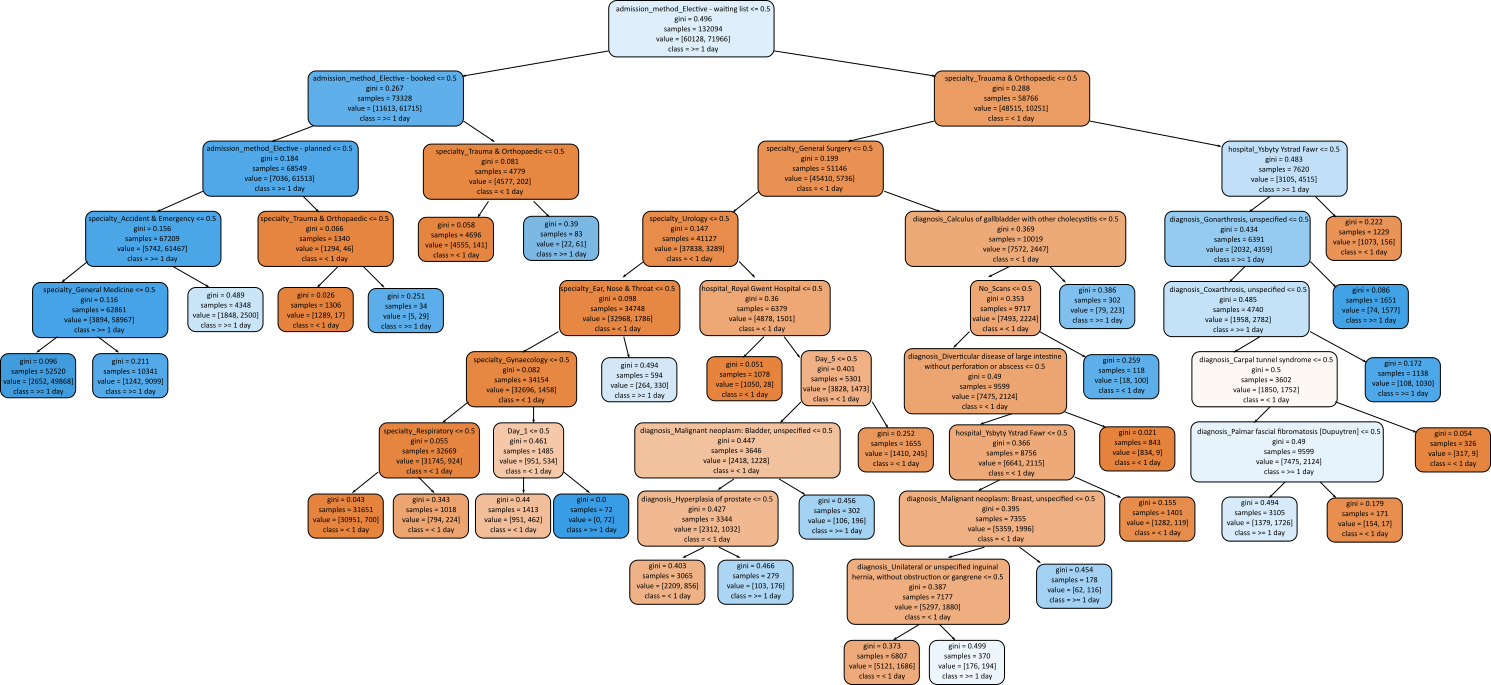 admission_method_Elective - waiting list <= 0.5
gini = 0.496
samples = 132094
value = [60128, 71966]
class = >= 1 day
admission_method_Elective - booked <= 0.5
gini = 0.267
samples = 73328
value = [11613, 61715]
class = >= 1 day
specialty_Trauama & Orthopaedic <= 0.5
gini = 0.288
samples = 58766
value = [48515, 10251]
class = < 1 day
admission_method_Elective - planned <= 0.5
gini = 0.184
samples = 68549
value = [7036, 61513]
class = >= 1 day
specialty_Trauma & Orthopaedic <= 0.5
gini = 0.081
samples = 4779
value = [4577, 202]
class = < 1 day
specialty_General Surgery <= 0.5
gini = 0.199
samples = 51146
value = [45410, 5736]
class = < 1 day
hospital_Ysbyty Ystrad Fawr <= 0.5
gini = 0.483
samples = 7620
value = [3105, 4515]
class = >= 1 day
specialty_Accident & Emergency <= 0.5
gini = 0.156
samples = 67209
value = [5742, 61467]
class = >= 1 day
specialty_Trauma & Orthopaedic <= 0.5
gini = 0.066
samples = 1340
value = [1294, 46]
class = < 1 day
gini = 0.058
samples = 4696
value = [4555, 141]
class = < 1 day
gini = 0.39
samples = 83
value = [22, 61]
class = >= 1 day
specialty_Urology <= 0.5
gini = 0.147
samples = 41127
value = [37838, 3289]
class = < 1 day
diagnosis_Calculus of gallbladder with other cholecystitis <= 0.5
gini = 0.369
samples = 10019
value = [7572, 2447]
class = < 1 day
diagnosis_Gonarthrosis, unspecified <= 0.5
gini = 0.434
samples = 6391
value = [2032, 4359]
class = >= 1 day
gini = 0.222
samples = 1229
value = [1073, 156]
class = < 1 day
specialty_General Medicine <= 0.5
gini = 0.116
samples = 62861
value = [3894, 58967]
class = >= 1 day
gini = 0.489
samples = 4348
value = [1848, 2500]
class = >= 1 day
gini = 0.026
samples = 1306
value = [1289, 17]
class = < 1 day
gini = 0.251
samples = 34
value = [5, 29]
class = >= 1 day
specialty_Ear, Nose & Throat <= 0.5
gini = 0.098
samples = 34748
value = [32968, 1786]
class = < 1 day
hospital_Royal Gwent Hospital <= 0.5
gini = 0.36
samples = 6379
value = [4878, 1501]
class = < 1 day
No_Scans <= 0.5
gini = 0.353
samples = 9717
value = [7493, 2224]
class = < 1 day
gini = 0.386
samples = 302
value = [79, 223]
class = >= 1 day
diagnosis_Coxarthrosis, unspecified <= 0.5
gini = 0.485
samples = 4740
value = [1958, 2782]
class = >= 1 day
gini = 0.086
samples = 1651
value = [74, 1577]
class = >= 1 day
gini = 0.096
samples = 52520
value = [2652, 49868]
class = >= 1 day
gini = 0.211
samples = 10341
value = [1242, 9099]
class = >= 1 day
specialty_Gynaecology <= 0.5
gini = 0.082
samples = 34154
value = [32696, 1458]
class = < 1 day
gini = 0.494
samples = 594
value = [264, 330]
class = >= 1 day
gini = 0.051
samples = 1078
value = [1050, 28]
class = < 1 day
Day_5 <= 0.5
gini = 0.401
samples = 5301
value = [3828, 1473]
class = < 1 day
diagnosis_Diverticular disease of large intestine
without perforation or abscess <= 0.5
gini = 0.49
samples = 9599
value = [7475, 2124]
class = < 1 day
gini = 0.259
samples = 118
value = [18, 100]
class = < 1 day
diagnosis_Carpal tunnel syndrome <= 0.5
gini = 0.5
samples = 3602
value = [1850, 1752]
class = < 1 day
gini = 0.172
samples = 1138
value = [108, 1030]
class = >= 1 day
specialty_Respiratory <= 0.5
gini = 0.055
samples = 32669
value = [31745, 924]
class = < 1 day
Day_1 <= 0.5
gini = 0.461
samples = 1485
value = [951, 534]
class = < 1 day
diagnosis_Malignant neoplasm: Bladder, unspecified <= 0.5
gini = 0.447
samples = 3646
value = [2418, 1228]
class = < 1 day
gini = 0.252
samples = 1655
value = [1410, 245]
class = < 1 day
hospital_Ysbyty Ystrad Fawr <= 0.5
gini = 0.366
samples = 8756
value = [6641, 2115]
class = < 1 day
gini = 0.021
samples = 843
value = [834, 9]
class = < 1 day
diagnosis_Palmar fascial fibromatosis [Dupuytren] <= 0.5
gini = 0.49
samples = 9599
value = [7475, 2124]
class = >= 1 day
gini = 0.054
samples = 326
value = [317, 9]
class = < 1 day
gini = 0.043
samples = 31651
value = [30951, 700]
class = < 1 day
gini = 0.343
samples = 1018
value = [794, 224]
class = < 1 day
gini = 0.44
samples = 1413
value = [951, 462]
class = < 1 day
gini = 0.0
samples = 72
value = [0, 72]
class = >= 1 day
diagnosis_Hyperplasia of prostate <= 0.5
gini = 0.427
samples = 3344
value = [2312, 1032]
class = < 1 day
gini = 0.456
samples = 302
value = [106, 196]
class = >= 1 day
diagnosis_Malignant neoplasm: Breast, unspecified <= 0.5
gini = 0.395
samples = 7355
value = [5359, 1996]
class = < 1 day
gini = 0.155
samples = 1401
value = [1282, 119]
class = < 1 day
gini = 0.494
samples = 3105
value = [1379, 1726]
class = >= 1 day
gini = 0.179
samples = 171
value = [154, 17]
class = < 1 day
gini = 0.403
samples = 3065
value = [2209, 856]
class = < 1 day
gini = 0.466
samples = 279
value = [103, 176]
class = >= 1 day
diagnosis_Unilateral or unspecified inguinal
hernia, without obstruction or gangrene <= 0.5
gini = 0.387
samples = 7177
value = [5297, 1880]
class = < 1 day
gini = 0.454
samples = 178
value = [62, 116]
class = >= 1 day
gini = 0.373
samples = 6807
value = [5121, 1686]
class = < 1 day
gini = 0.499
samples = 370
value = [176, 194]
class = >= 1 day